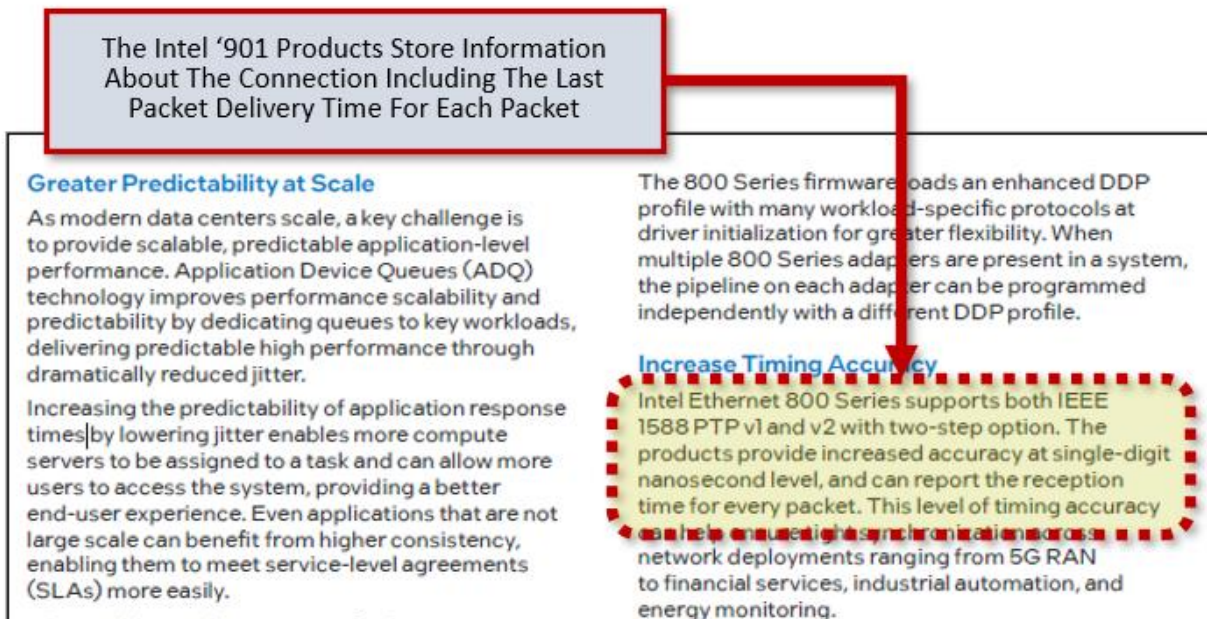 The Intel ‘901 Products Store Information
About The Connection Including The Last
Packet Delivery Time For Each Packet
Greater Predictability at Scale
As modern data centers scale, a key challenge is
to provide scalable, predictable application-level
performance. Application Device Queues (ADQ)
technology improves performance scalability and
predictability by dedicating queues to key workloads,
delivering predictable high performance through
dramatically reduced jitter.
Increasing the predictability of application response
times by lowering jitter enables more compute
servers to be assigned to a task and can allow more
users to access the system, providing a better
end-user experience. Even applications that are not
large scale can benefit from higher consistency,
enabling them to meet service-level agreements
(SLAs) more easily.
The 800 Series firmware loads an enhanced DDP
profile with many workload-specific protocols at
driver initialization for greater flexibility. When
multiple 800 Series adapters are present in a system,
the pipeline on each adapter can be programmed
independently with a different DDP profile.
Increase Timing Accuracy
Intel Ethernet 800 Series supports both IEEE
1588 PTP v1 and v2 with two-step option. The
products provide increased accuracy at single-digit
nanosecond level, and can report the reception
time for every packet. This level of timing accuracy
can help ensure tight synchronization across
network deployments ranging from 5G RAN
to financial services, industrial automation, and
energy monitoring.